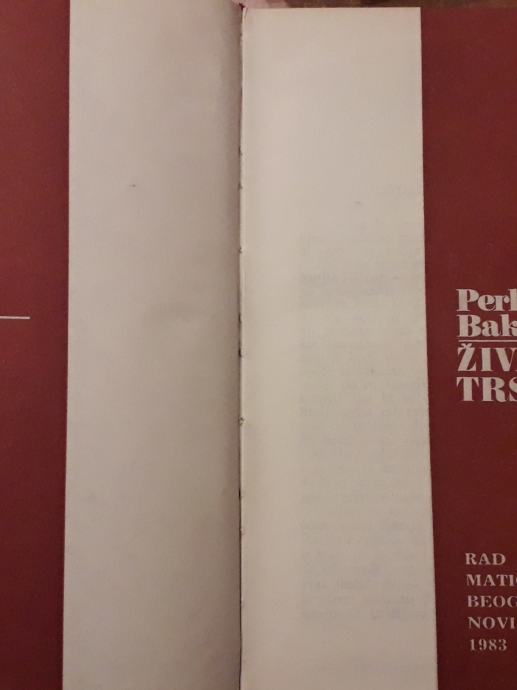 Perl
Bak
ŽIV
TRS
RAD
MATIC
BEOG
NOVI
1983